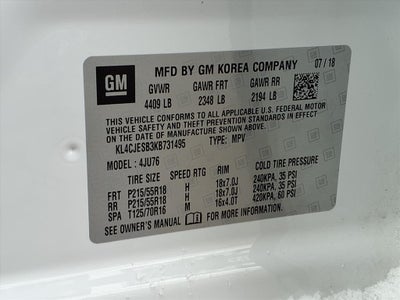 GM
MFD BY GM KOREA COMPANY 07 / 18
GVWR GAWR FRT GAWR RR
4409 LB 2348 LB 2194 LB
THIS VEHICLE CONFORMS TO ALL APPLICABLE U.S. FEDERAL MOTOR
VEHICLE SAFETY, BUMPER, AND THEFT PREVENTION STANDARDS IN
EFFECT ON THE DATE OF MANUFACTURE SHOWN ABOVE.
KL4CJESB3KB731495 TYPE: MPV
MODEL: 4JU76
TIRE SIZE SPEED RTG RIM COLD TIRE PRESSURE
FRT P215/55R18 H 18x7.0J 240KPA, 35 PSI
RR P215/55R18 H 18x7.0J 240KPA, 35 PSI
SPA T125/70R16 M 16x4.0T 420KPA, 60 PSI
SEE OWNER'S MANUAL FOR MORE INFORMATION.